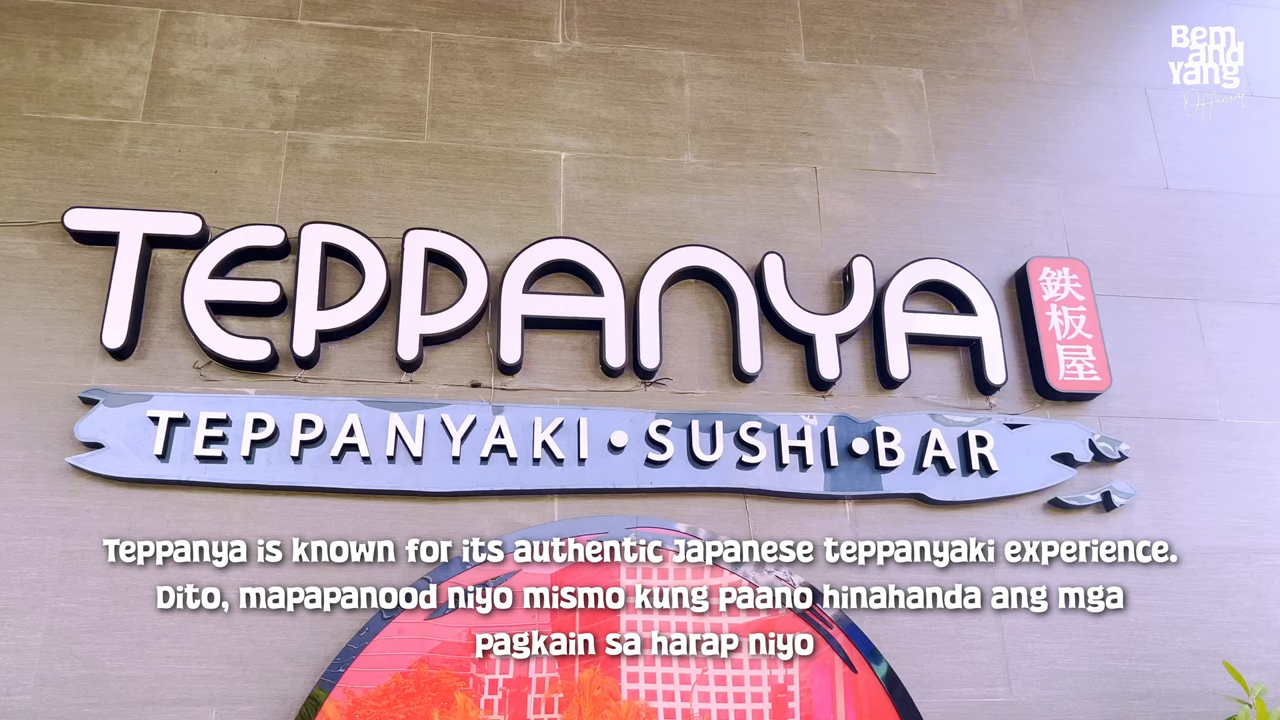 Bem
and
Yang
Official
TEPPANYA
鉄板屋
TEPPANYAKI•SUSHI•BAR
Teppanya is known for its authentic Japanese teppanyaki experience.
Dito, mapapanood niyo mismo kung paano hinahanda ang mga
pagkain sa harap niyo